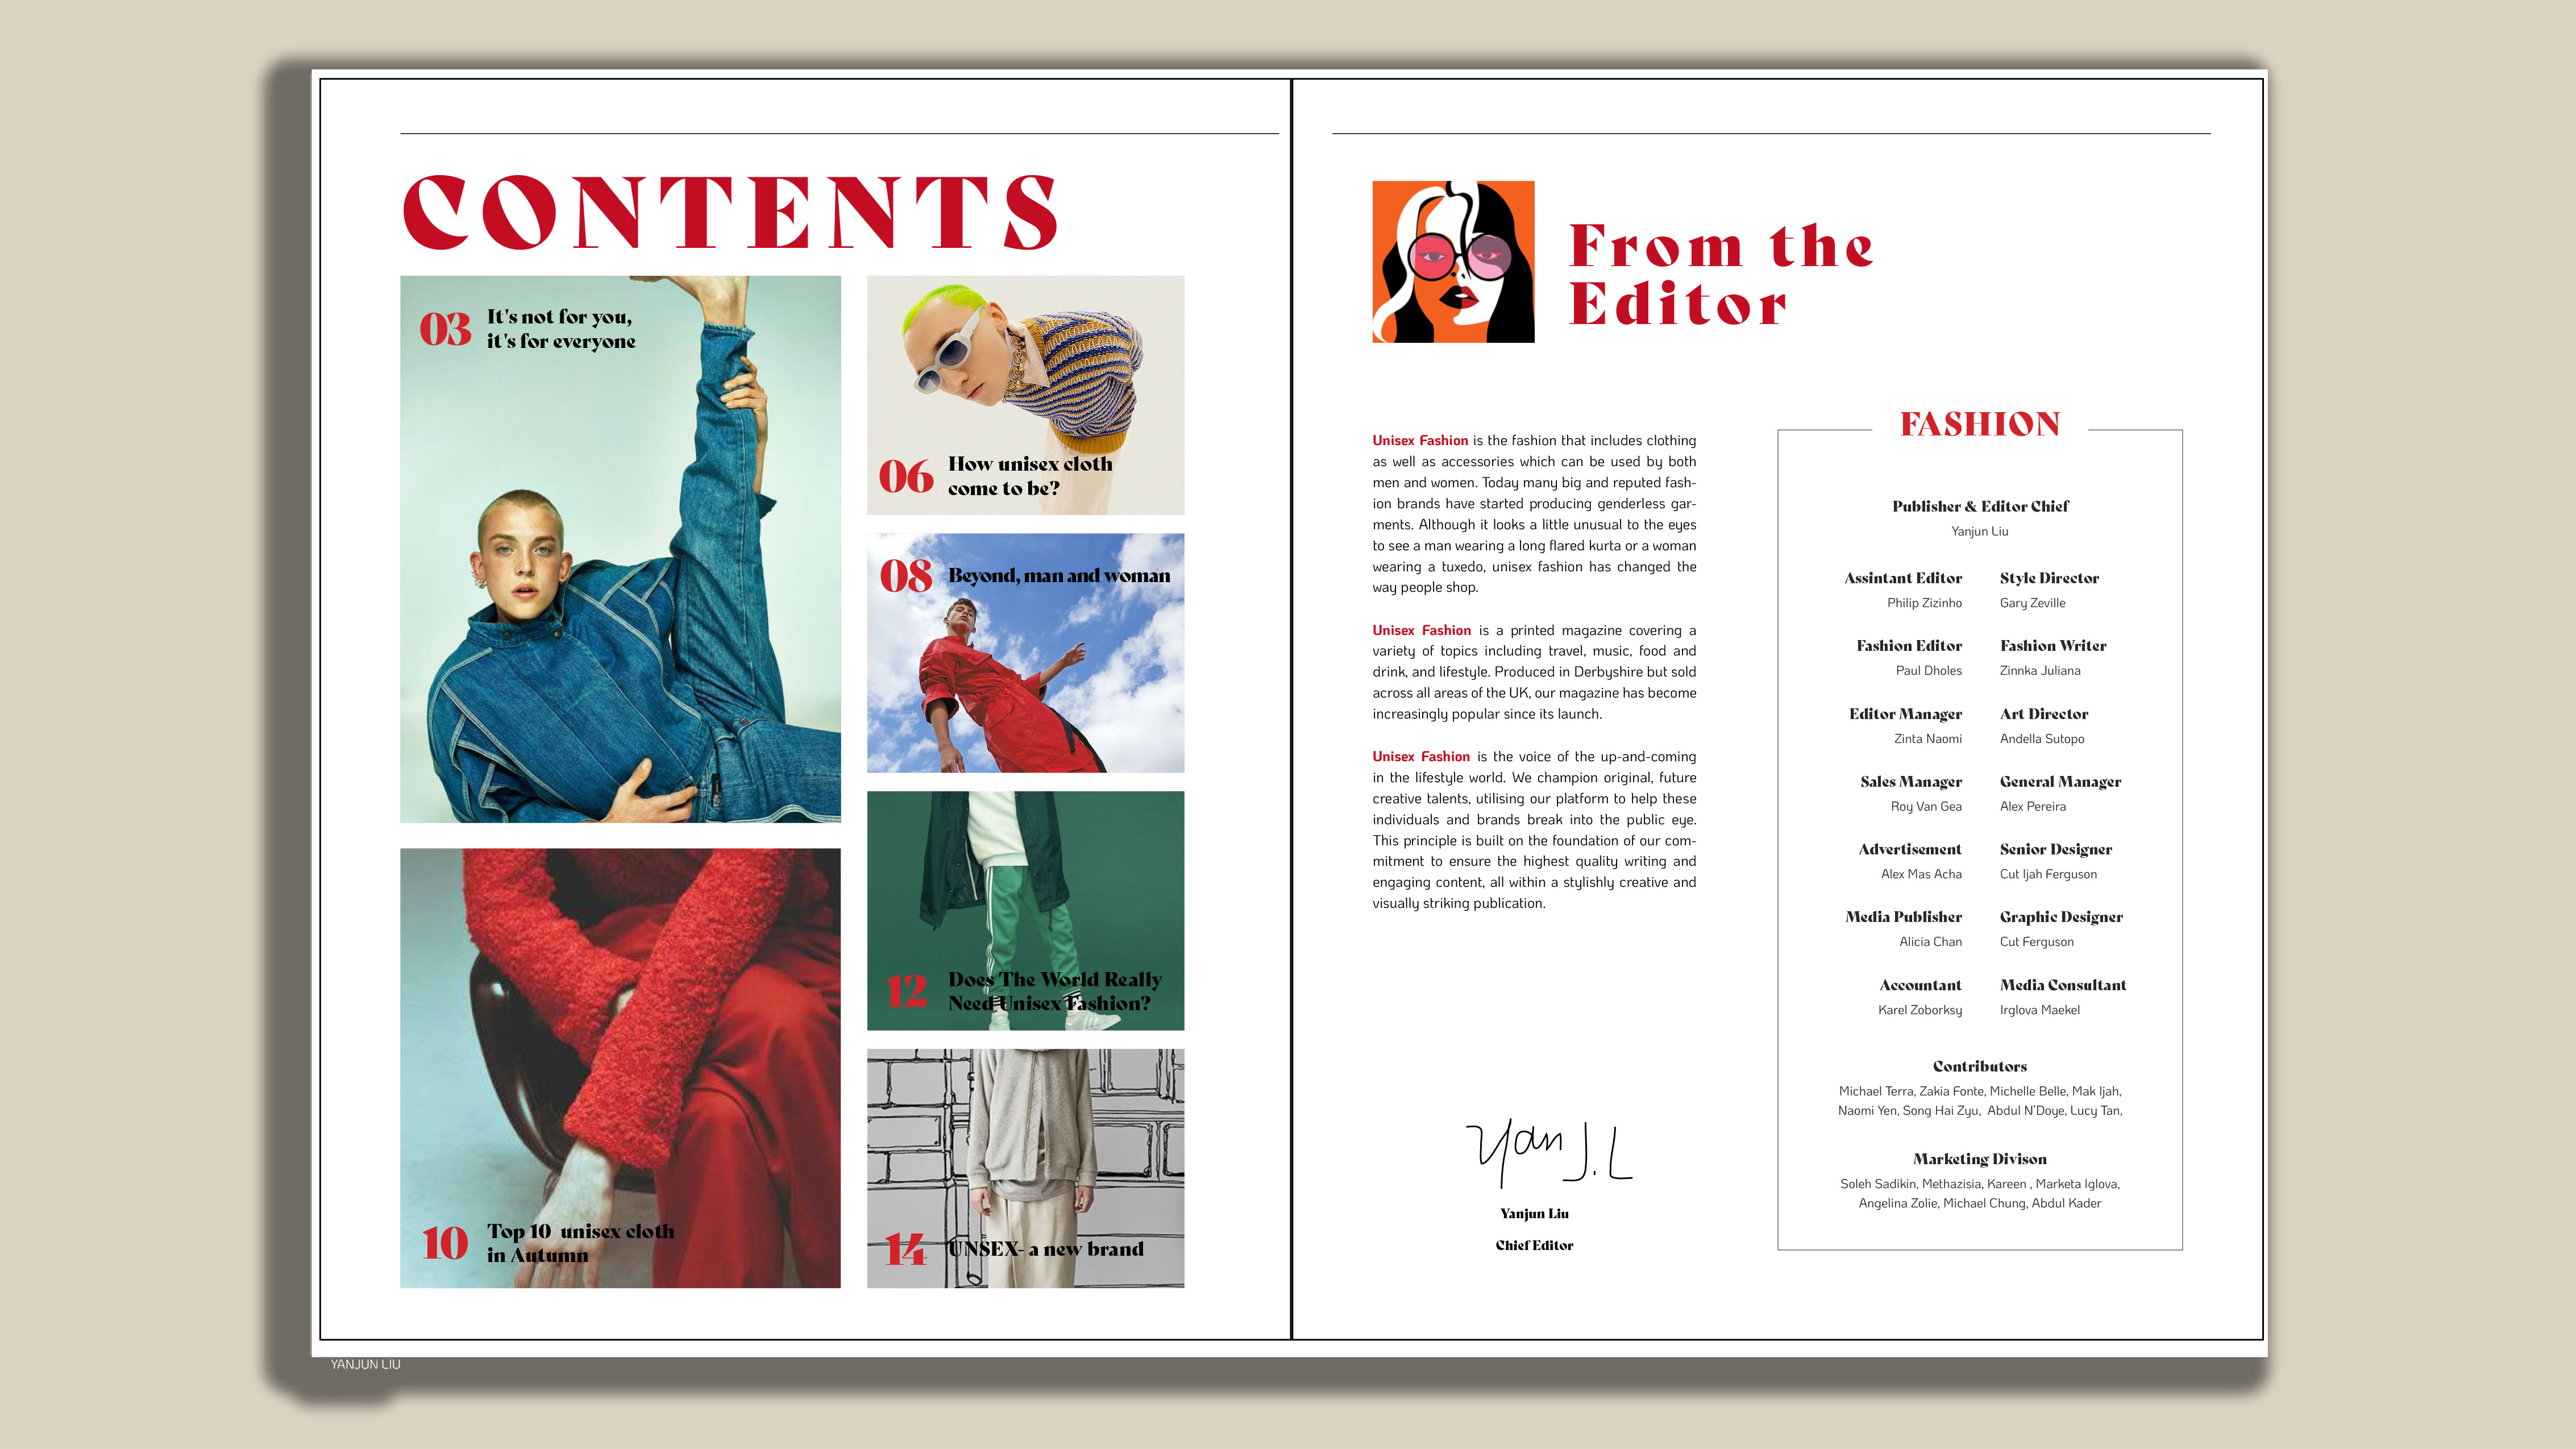 CONTENTS
03
It's not for you,
it's for everyone
06
How unisex cloth
come to be?
08
Beyond, man and woman
10
Top 10 unisex cloth
in Autumn
12
Does The World Really
Need Unisex Fashion?
14
UNSEX- a new brand
From the
Editor
Unisex Fashion is the fashion that includes clothing
as well as accessories which can be used by both
men and women. Today many big and reputed fash-
ion brands have started producing genderless gar-
ments. Although it looks a little unusual to the eyes
to see a man wearing a long flared kurta or a woman
wearing a tuxedo, unisex fashion has changed the
way people shop.
Unisex Fashion is a printed magazine covering a
variety of topics including travel, music, food and
drink, and lifestyle. Produced in Derbyshire but sold
across all areas of the UK, our magazine has become
increasingly popular since its launch.
Unisex Fashion is the voice of the up-and-coming
in the lifestyle world. We champion original, future
creative talents, utilising our platform to help these
individuals and brands break into the public eye.
This principle is built on the foundation of our com-
mitment to ensure the highest quality writing and
engaging content, all within a stylishly creative and
visually striking publication.
Yan J.L
Yanjun Liu
Chief Editor
FASHION
Publisher & Editor Chief
Yanjun Liu
Assintant Editor
Philip Zizinho
Style Director
Gary Zeville
Fashion Editor
Paul Dholes
Fashion Writer
Zinnka Juliana
Editor Manager
Zinta Naomi
Art Director
Andella Sutopo
Sales Manager
Roy Van Gea
General Manager
Alex Pereira
Advertisement
Alex Mas Acha
Senior Designer
Cut Ijah Ferguson
Media Publisher
Alicia Chan
Graphic Designer
Cut Ferguson
Accountant
Karel Zoborksy
Media Consultant
Irglova Maekel
Contributors
Michael Terra, Zakia Fonte, Michelle Belle, Mak Ijah,
Naomi Yen, Song Hai Zyu, Abdul N'Doye, Lucy Tan,
Marketing Divison
Soleh Sadikin, Methazisia, Kareen , Marketa Iglova,
Angelina Zolie, Michael Chung, Abdul Kader
YANJUN LIU